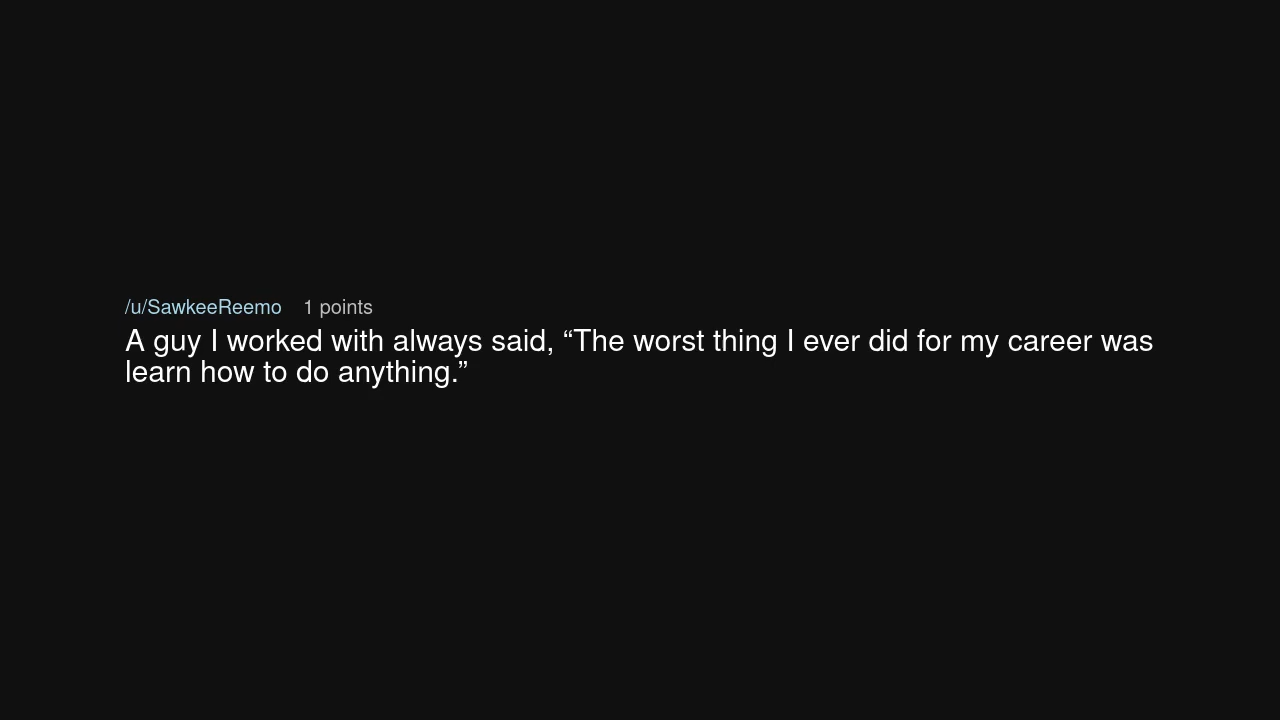 /u/SawkeeReemo 1 points
A guy I worked with always said, “The worst thing I ever did for my career was
learn how to do anything.”